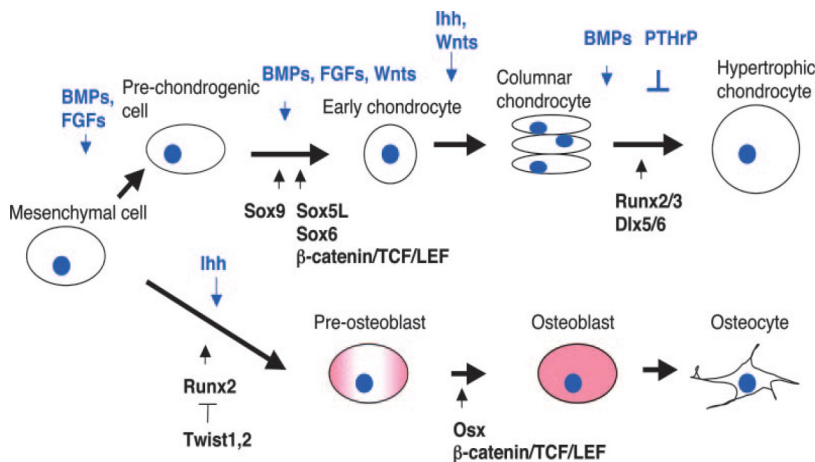 Ihh,
Wnts
BMPs PTHrP
Pre-chondrogenic
cell
BMPs, FGFs, Wnts
Columnar
chondrocyte
Hypertrophic
chondrocyte
BMPs,
FGFs
Early chondrocyte
Mesenchymal cell
Sox9
Sox5L
Sox6
β-catenin/TCF/LEF
Runx2/3
Dlx5/6
Ihh
Pre-osteoblast
Osteoblast
Osteocyte
Runx2
Twist1,2
Osx
β-catenin/TCF/LEF